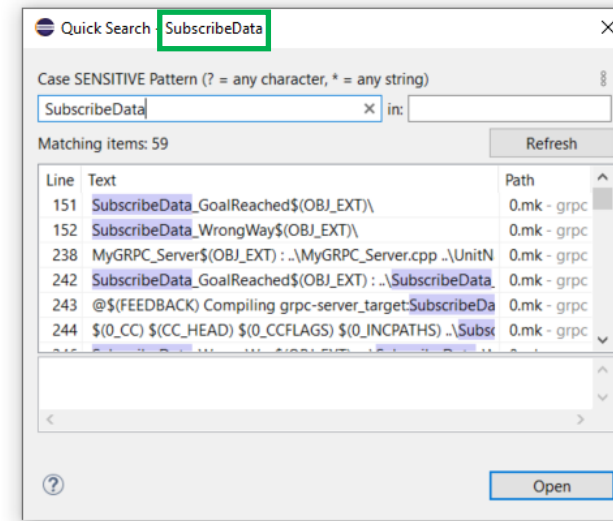 Quick Search - SubscribeData
Case SENSITIVE Pattern (? = any character, * = any string)
SubscribeData in:
Matching items: 59 Refresh
Line Text Path
151 SubscribeData_GoalReached$(OBJ_EXT)\ 0.mk - grpc
152 SubscribeData_WrongWay$(OBJ_EXT)\ 0.mk - grpc
238 MyGRPC_Server$(OBJ_EXT) : ..\MyGRPC_Server.cpp ..\UnitN 0.mk - grpc
242 SubscribeData_GoalReached$(OBJ_EXT) : ..\SubscribeData_ 0.mk - grpc
243 @$(FEEDBACK) Compiling grpc-server_target:SubscribeDa 0.mk - grpc
244 $(0_CC) $(CC_HEAD) $(0_CCFLAGS) $(0_INCPATHS) ..\Subsc 0.mk - grpc
Open